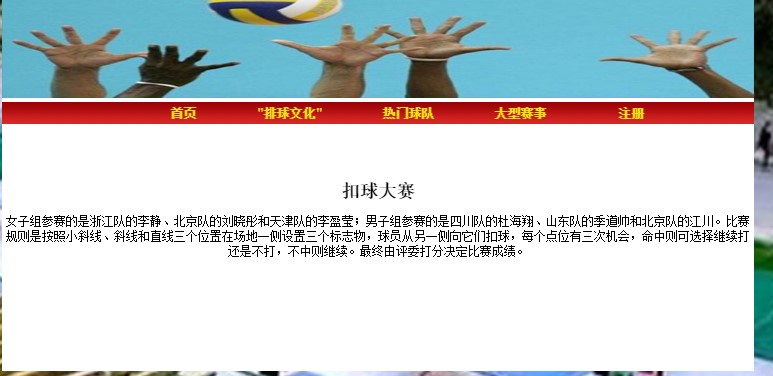 首页 "排球文化" 热门球队 大型赛事 注册
扣球大赛
女子组参赛的是浙江队的李静、北京队的刘晓彤和天津队的李盈莹；男子组参赛的是四川队的杜海翔、山东队的季道帅和北京队的江川。比赛
规则是按照小斜线、斜线和直线三个位置在场地一侧设置三个标志物，球员从另一侧向它们扣球，每个点位有三次机会，命中则可选择继续打
还是不打，不中则继续。最终由评委打分决定比赛成绩。